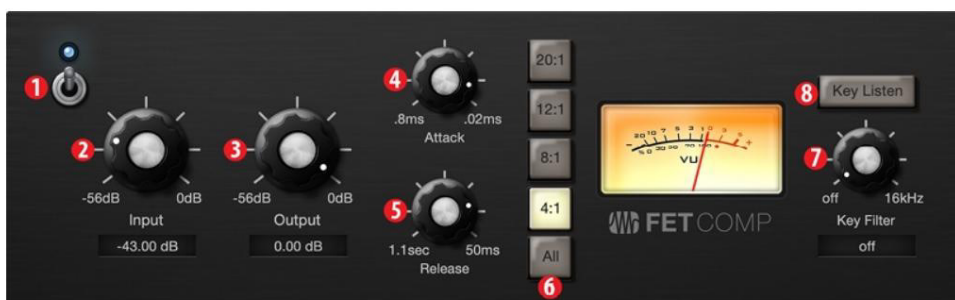 1
2
-56dB
0dB
Input
-43.00 dB
3
-56dB
0dB
Output
0.00 dB
4
.8ms
.02ms
Attack
5
1.1sec
50ms
Release
20:1
12:1
8:1
4:1
All
6
VU
FETCOMP
8
Key Listen
7
off
16kHz
Key Filter
off